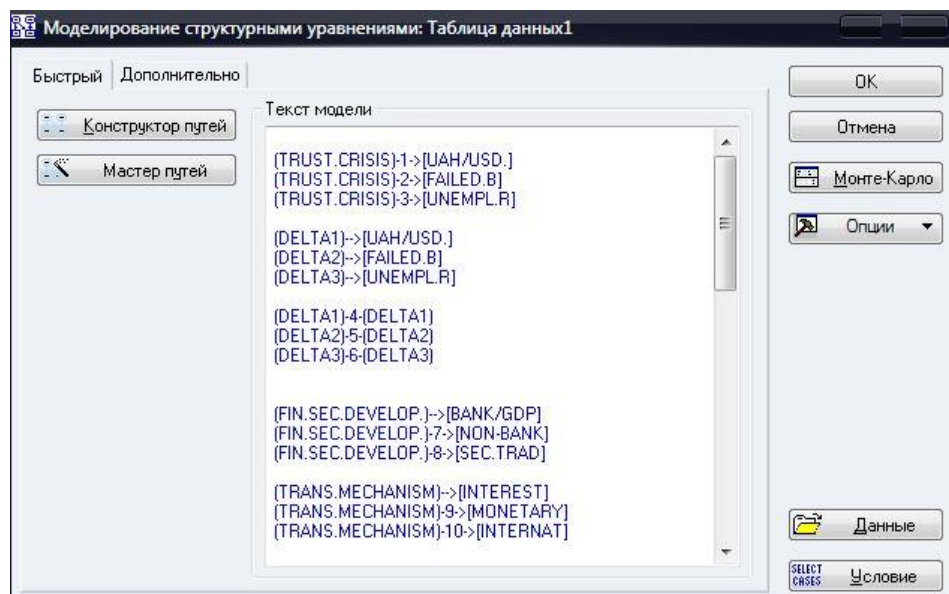 Моделирование структурными уравнениями: Таблица данных1
Быстрый
Дополнительно
Конструктор путей
Мастер путей
Текст модели
(TRUST.CRISIS)-1->[UAH/USD.]
(TRUST.CRISIS)-2->[FAILED.B]
(TRUST.CRISIS)-3->[UNEMPL.R]
(DELTA1)-->[UAH/USD.]
(DELTA2)-->[FAILED.B]
(DELTA3)-->[UNEMPL.R]
(DELTA1)-4-(DELTA1)
(DELTA2)-5-(DELTA2)
(DELTA3)-6-(DELTA3)
(FIN.SEC.DEVELOP.)-->[BANK/GDP]
(FIN.SEC.DEVELOP.)-7->[NON-BANK]
(FIN.SEC.DEVELOP.)-8->[SEC.TRAD]
(TRANS.MECHANISM)-->[INTEREST]
(TRANS.MECHANISM)-9->[MONETARY]
(TRANS.MECHANISM)-10->[INTERNAT]
OK
Отмена
Монте-Карло
Опции
Данные
SELECT
CASES
Условие